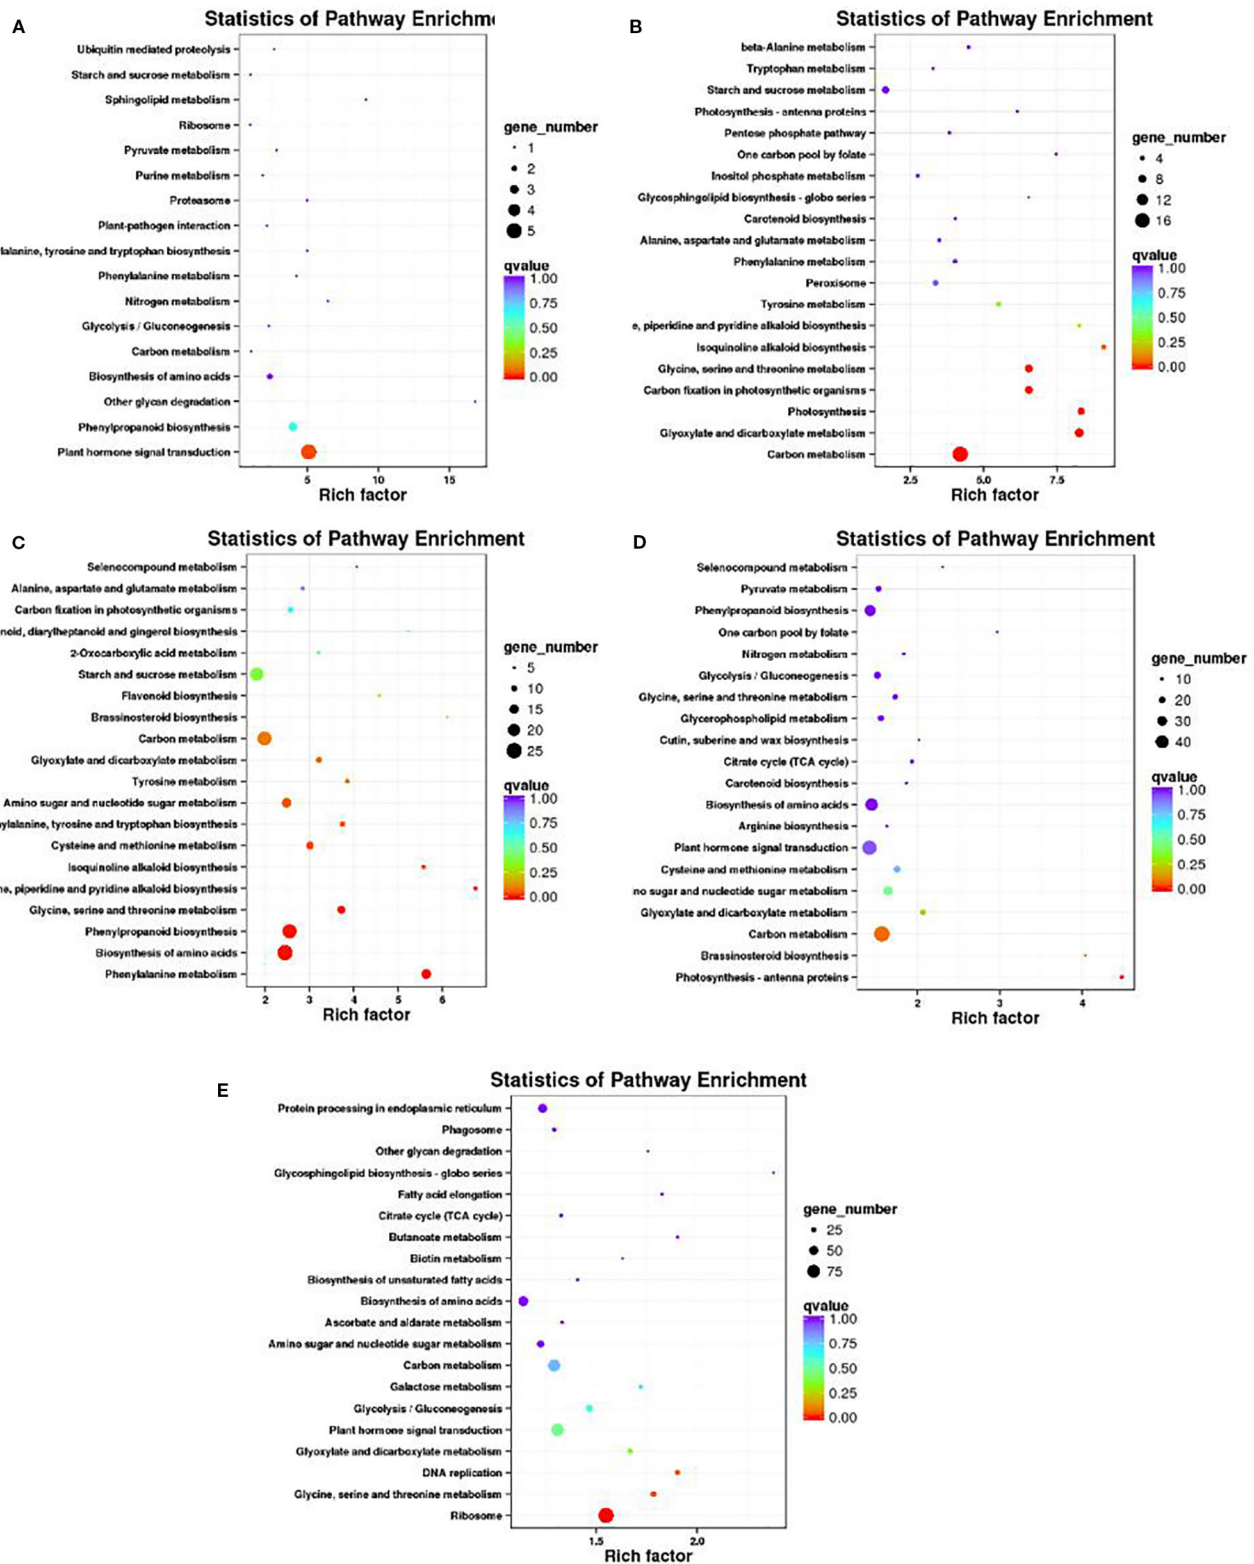 A
Statistics of Pathway Enrichme
Ubiquitin mediated proteolysis
Starch and sucrose metabolism
Sphingolipid metabolism
Ribosome
Pyruvate metabolism
Purine metabolism
Proteasome
Plant-pathogen interaction
ylalanine, tyrosine and tryptophan biosynthesis
Phenylalanine metabolism
Nitrogen metabolism
Glycolysis / Gluconeogenesis
Carbon metabolism
Biosynthesis of amino acids
Other glycan degradation
Phenylpropanoid biosynthesis
Plant hormone signal transduction
5 10 15
Rich factor
gene_number
1
2
3
4
5
qvalue
1.00
0.75
0.50
0.25
0.00
B
Statistics of Pathway Enrichment
beta-Alanine metabolism
Tryptophan metabolism
Starch and sucrose metabolism
Photosynthesis - antenna proteins
Pentose phosphate pathway
One carbon pool by folate
Inositol phosphate metabolism
Glycosphingolipid biosynthesis - globo series
Carotenoid biosynthesis
Alanine, aspartate and glutamate metabolism
Phenylalanine metabolism
Peroxisome
Tyrosine metabolism
e, piperidine and pyridine alkaloid biosynthesis
Isoquinoline alkaloid biosynthesis
Glycine, serine and threonine metabolism
Carbon fixation in photosynthetic organisms
Photosynthesis
Glyoxylate and dicarboxylate metabolism
Carbon metabolism
2.5 5.0 7.5
Rich factor
gene_number
4
8
12
16
qvalue
1.00
0.75
0.50
0.25
0.00
C
Statistics of Pathway Enrichment
Selenocompound metabolism
Alanine, aspartate and glutamate metabolism
Carbon fixation in photosynthetic organisms
noid, diarylheptanoid and gingerol biosynthesis
2-Oxocarboxylic acid metabolism
Starch and sucrose metabolism
Flavonoid biosynthesis
Brassinosteroid biosynthesis
Carbon metabolism
Glyoxylate and dicarboxylate metabolism
Tyrosine metabolism
Amino sugar and nucleotide sugar metabolism
ylalanine, tyrosine and tryptophan biosynthesis
Cysteine and methionine metabolism
Isoquinoline alkaloid biosynthesis
ne, piperidine and pyridine alkaloid biosynthesis
Glycine, serine and threonine metabolism
Phenylpropanoid biosynthesis
Biosynthesis of amino acids
Phenylalanine metabolism
2 3 4 5 6
Rich factor
gene_number
5
10
15
20
25
qvalue
1.00
0.75
0.50
0.25
0.00
D
Statistics of Pathway Enrichment
Selenocompound metabolism
Pyruvate metabolism
Phenylpropanoid biosynthesis
One carbon pool by folate
Nitrogen metabolism
Glycolysis / Gluconeogenesis
Glycine, serine and threonine metabolism
Glycerophospholipid metabolism
Cutin, suberine and wax biosynthesis
Citrate cycle (TCA cycle)
Carotenoid biosynthesis
Biosynthesis of amino acids
Arginine biosynthesis
Plant hormone signal transduction
Cysteine and methionine metabolism
no sugar and nucleotide sugar metabolism
Glyoxylate and dicarboxylate metabolism
Carbon metabolism
Brassinosteroid biosynthesis
Photosynthesis - antenna proteins
2 3 4
Rich factor
gene_number
10
20
30
40
qvalue
1.00
0.75
0.50
0.25
0.00
E
Statistics of Pathway Enrichment
Protein processing in endoplasmic reticulum
Phagosome
Other glycan degradation
Glycosphingolipid biosynthesis - globo series
Fatty acid elongation
Citrate cycle (TCA cycle)
Butanoate metabolism
Biotin metabolism
Biosynthesis of unsaturated fatty acids
Biosynthesis of amino acids
Ascorbate and aldarate metabolism
Amino sugar and nucleotide sugar metabolism
Carbon metabolism
Galactose metabolism
Glycolysis / Gluconeogenesis
Plant hormone signal transduction
Glyoxylate and dicarboxylate metabolism
DNA replication
Glycine, serine and threonine metabolism
Ribosome
1.5 2.0
Rich factor
gene_number
25
50
75
qvalue
1.00
0.75
0.50
0.25
0.00